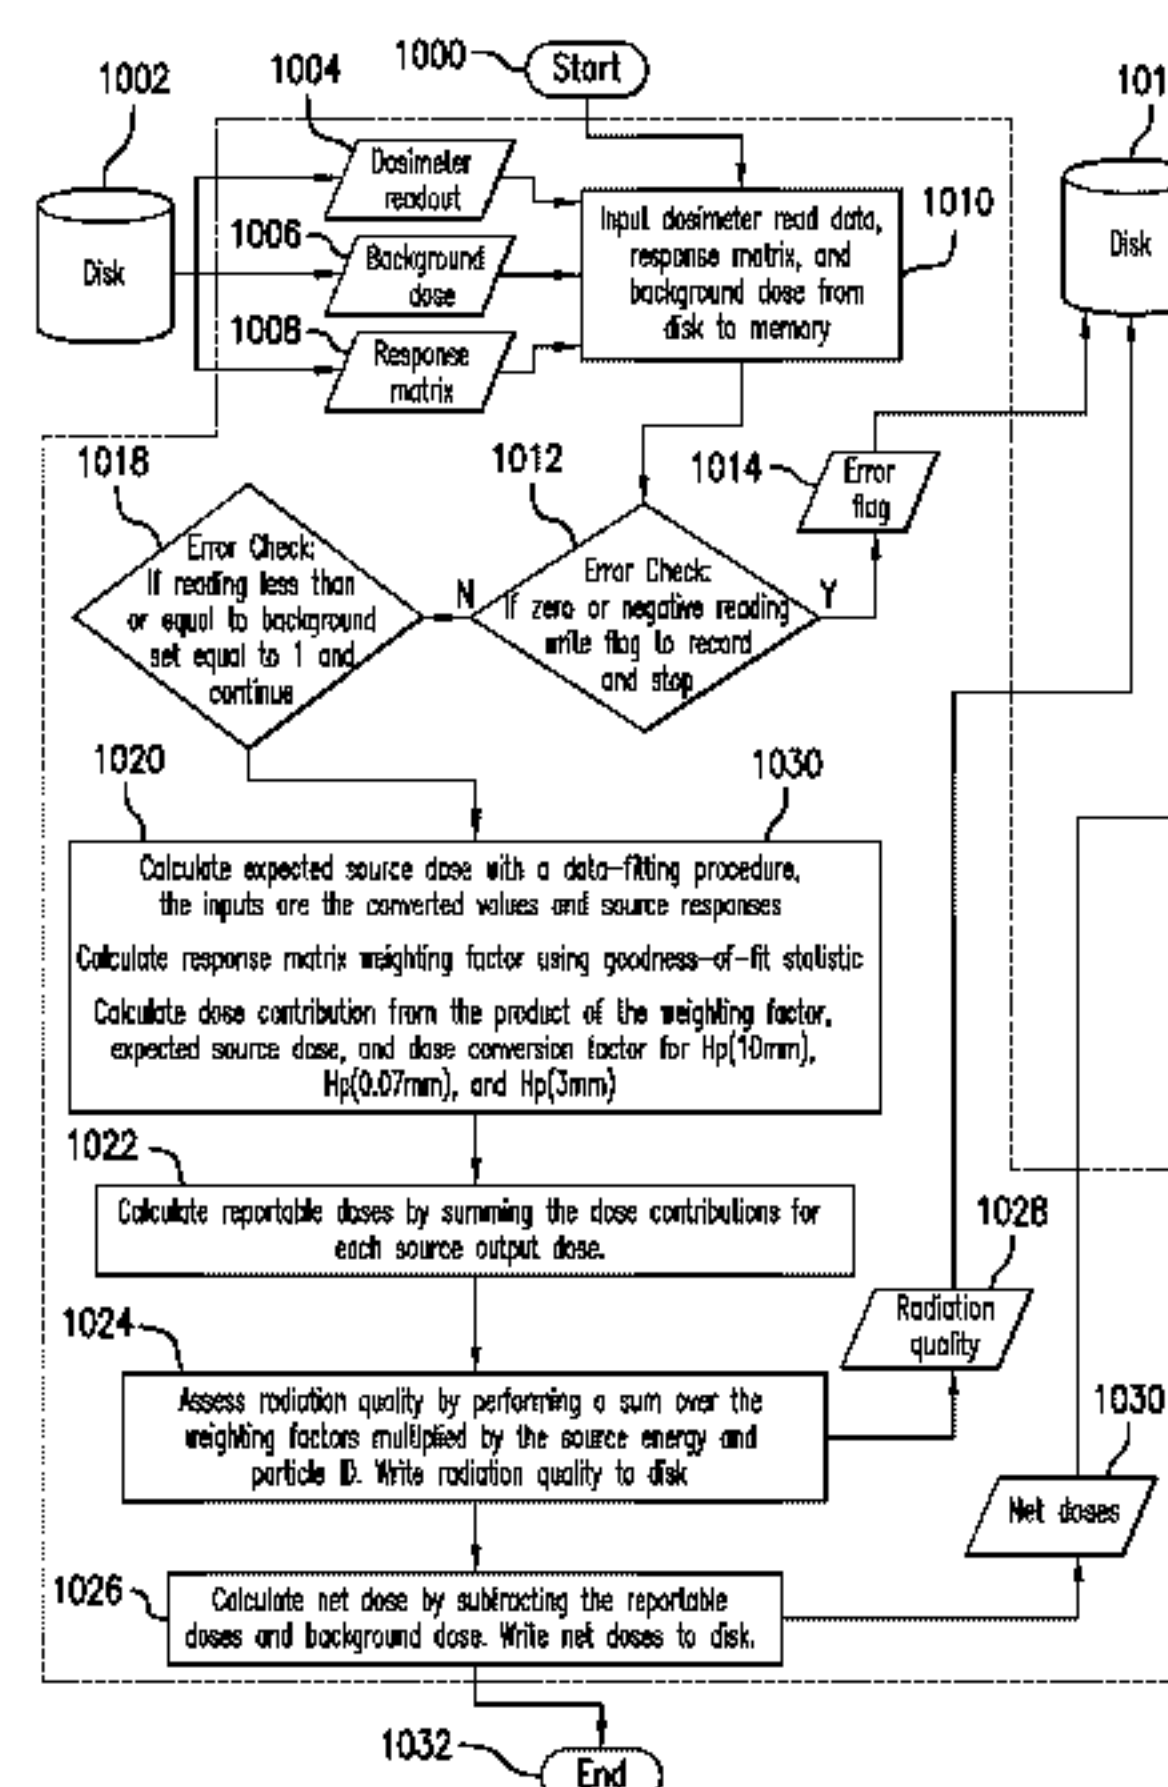 1000
Start
1002
1004
101
Dosimeter
readout
1010
Input dosimeter read data,
response matrix, and
background dose from
disk to memory
1006
Background
dose
Disk
Disk
1008
Response
matrix
1018
1012
1014
Error
flag
Error Check:
If reading less than
or equal to background
set equal to 1 and
continue
N
Error Check:
If zero or negative reading
write flag to record
and stop
Y
1020
1030
Calculate expected source dose with a data-fitting procedure,
the inputs are the converted values and source responses
Calculate response matrix weighting factor using goodness-of-fit statistic
Calculate dose contribution from the product of the weighting factor,
expected source dose, and dose conversion factor for Hp(10mm),
Hp(0.07mm), and Hp(3mm)
1022
Calculate reportable doses by summing the dose contributions for
each source output dose.
1028
Radiation
quality
1024
Assess radiation quality by performing a sum over the
weighting factors multiplied by the source energy and
particle ID. Write radiation quality to disk
1030
Net doses
1026
Calculate net dose by subtracting the reportable
doses and background dose. Write net doses to disk.
1032
End